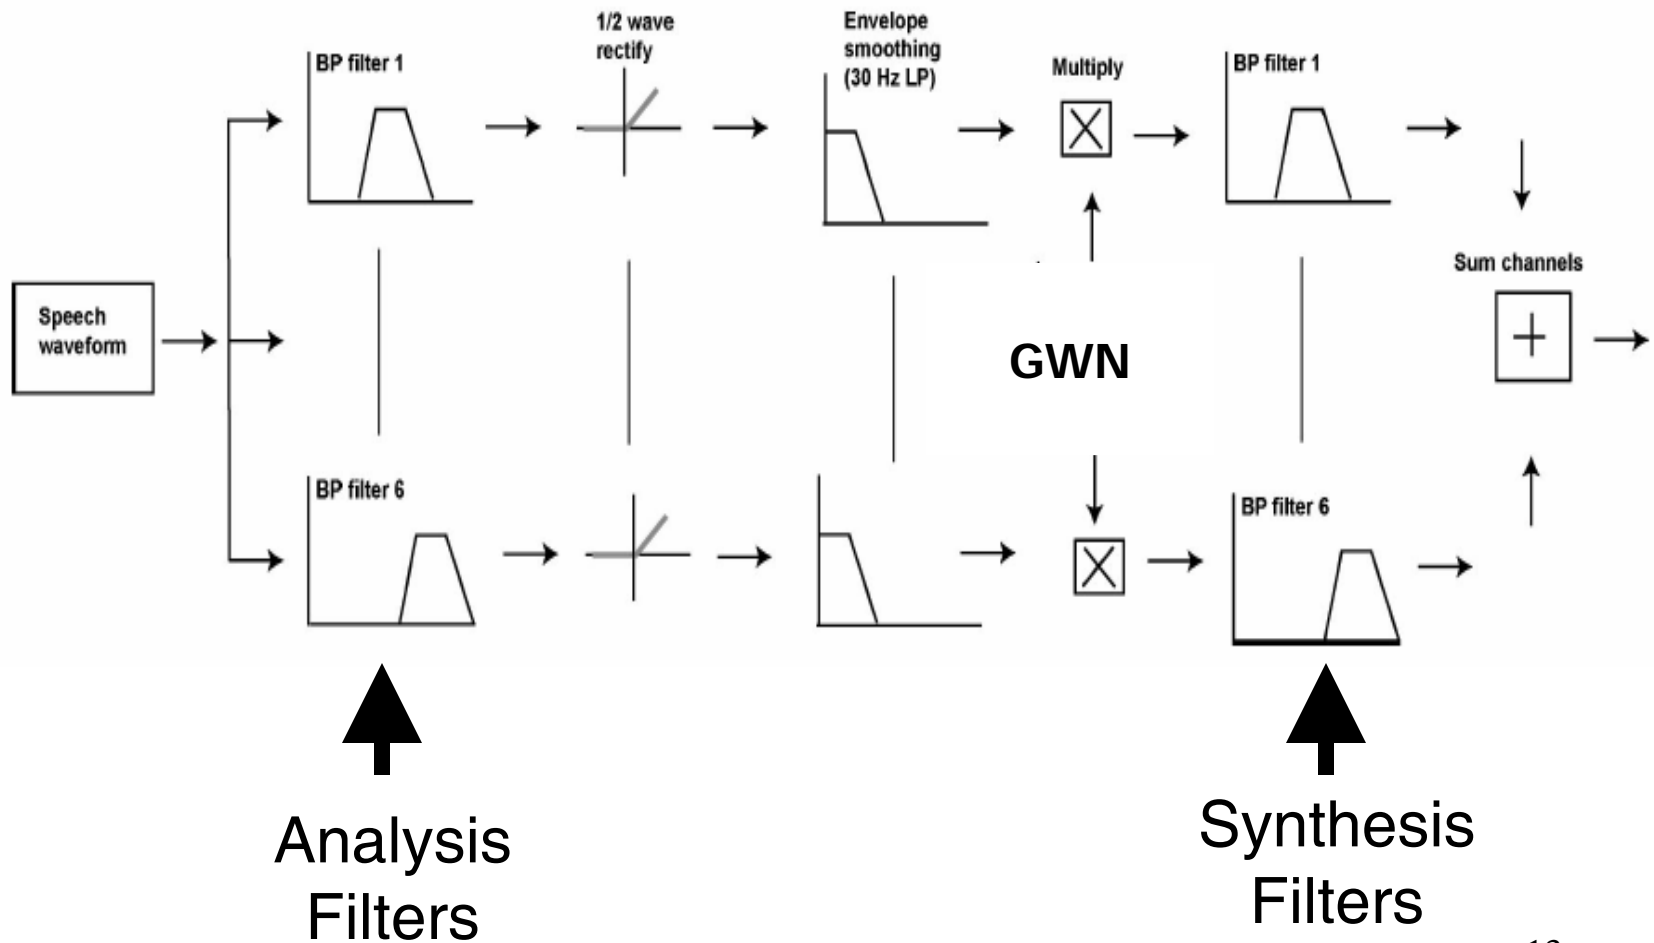 1/2 wave
rectify
Envelope
smoothing
(30 Hz LP)
BP filter 1
Multiply
BP filter 1
Speech
waveform
GWN
Sum channels
BP filter 6
BP filter 6
Analysis
Filters
Synthesis
Filters